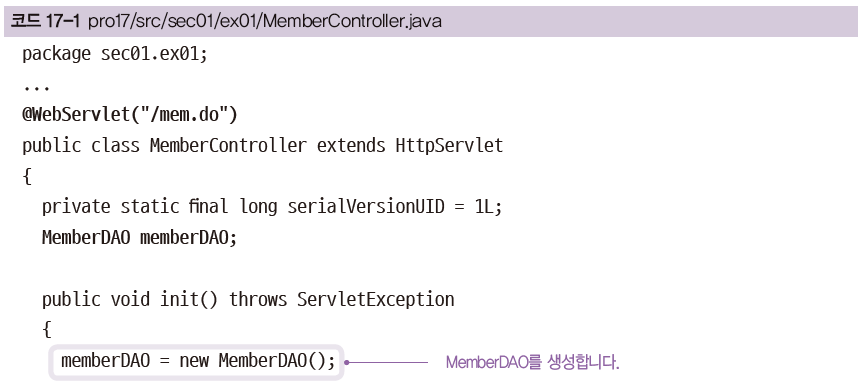 코드 17-1 pro17/src/sec01/ex01/MemberController.java
package sec01.ex01;
...
@WebServlet("/mem.do")
public class MemberController extends HttpServlet
{
private static final long serialVersionUID = 1L;
MemberDAO memberDAO;
public void init() throws ServletException
{
memberDAO = new MemberDAO(); MemberDAO를 생성합니다.